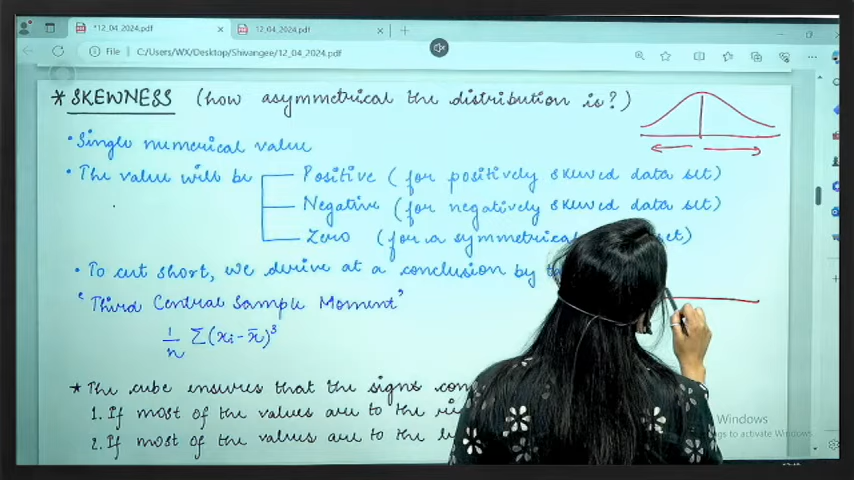 *12_04_2024.pdf
12_04_2024.pdf
File
C:/Users/WX/Desktop/Shivangee/12_04_2024.pdf
* SKEWNESS (how asymmetrical the distribution is?)
• Single numerical value
• The value will be
Positive (for positively skewed data set)
Negative (for negatively skewed data set)
Zero (for a symmetrical set)
• To cut short, we derive at a conclusion by
"Third Central Sample Moment"
1/n Σ(xi - x̄)³
* The cube ensures that the signs
1. If most of the values are to the
2. If most of the values are to the
Windows
to activate Windows.